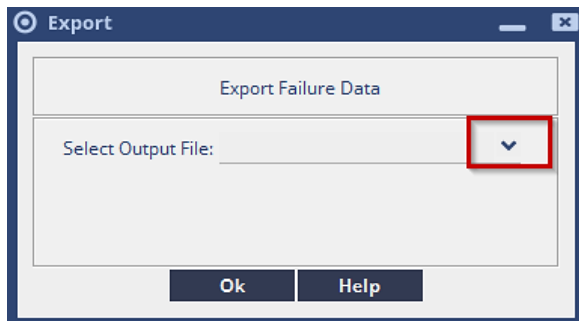 Export
Export Failure Data
Select Output File:
Ok Help